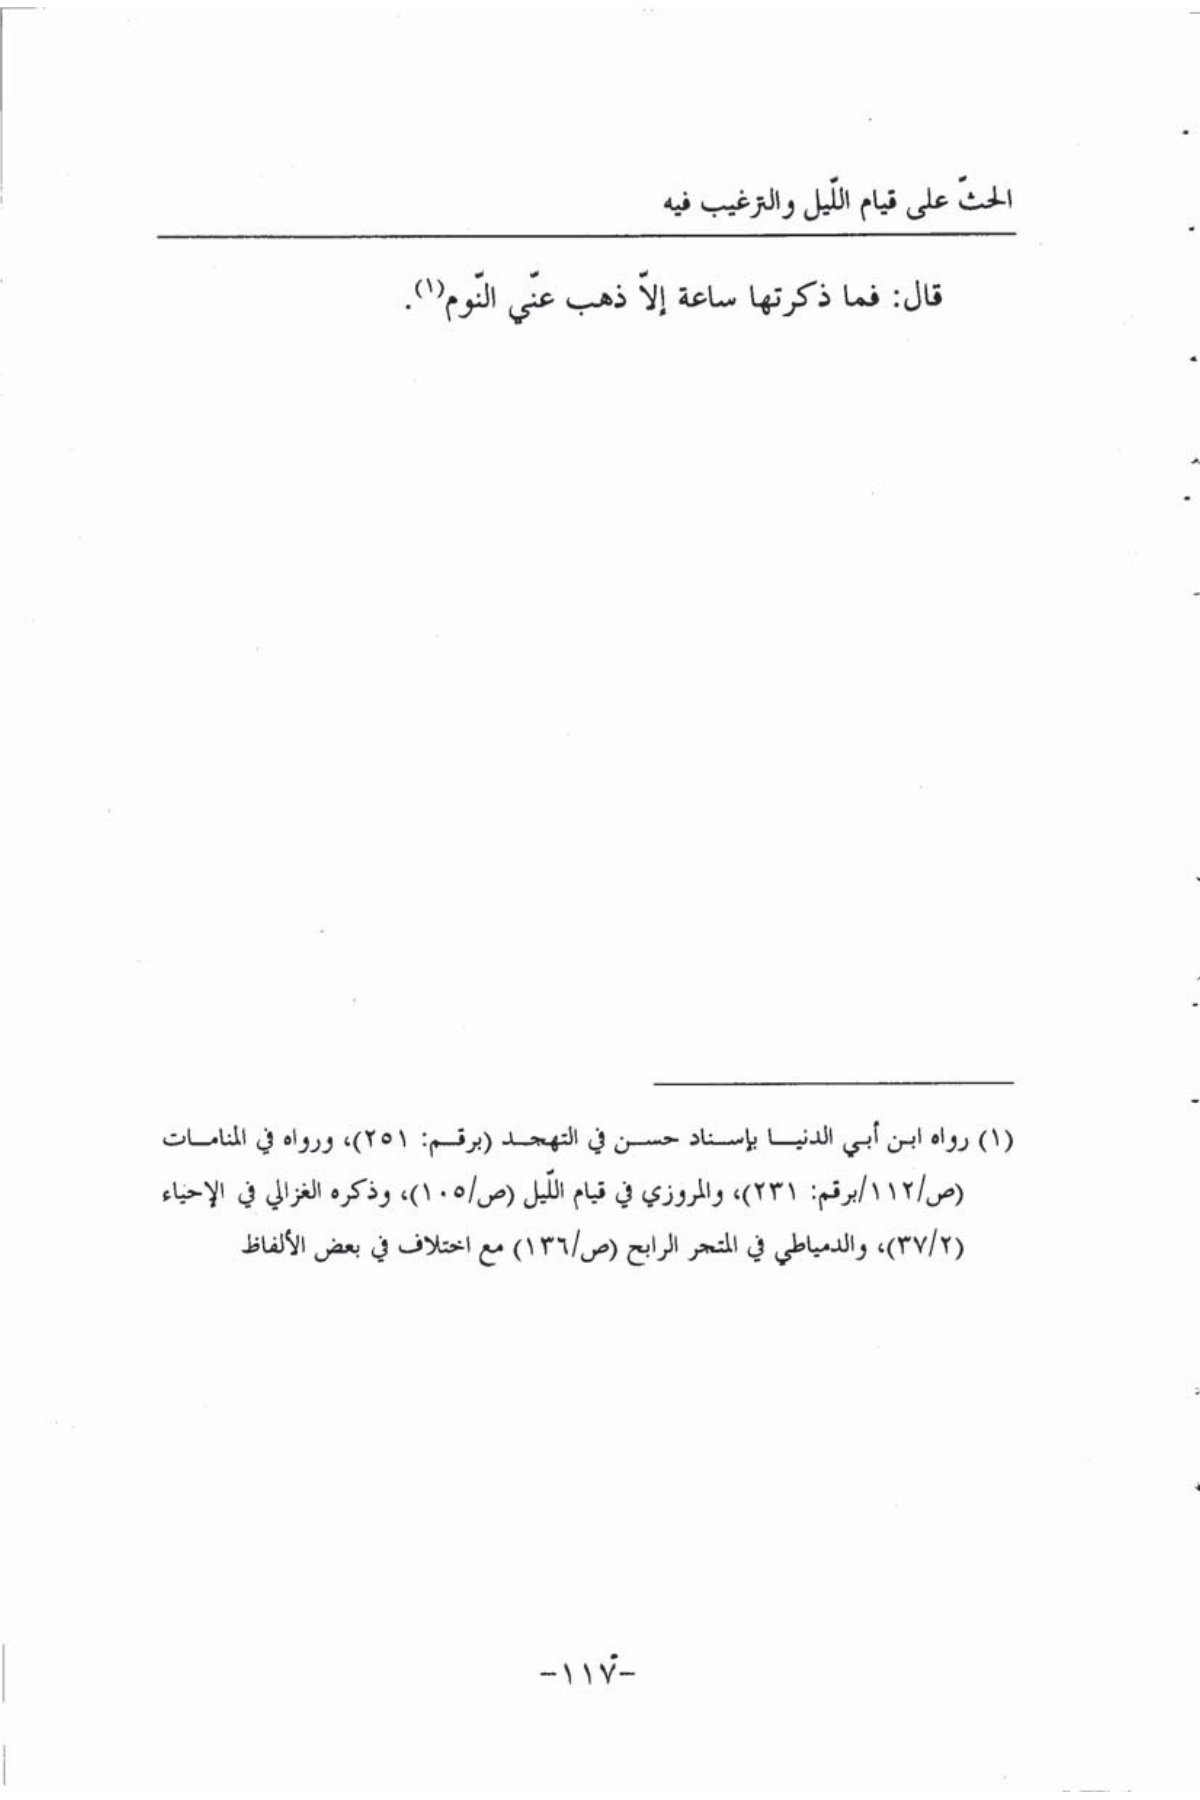 الحثّ على قيام اللّيل والترغيب فيه
قال: فما ذكرتها ساعة إلاّ ذهب عنّي النّوم(١).
(١) رواه ابن أبي الدنيا بإسناد حسن في التهجد (برقم: ٢٥١)، ورواه في المنامات
(ص/١١٢/برقم: ٢٣١)، والمروزي في قيام اللّيل (ص/١٠٥)، وذكره الغزالي في الإحياء
(٣٧/٢)، والدمياطي في المتجر الرابح (ص/١٣٦) مع اختلاف في بعض الألفاظ
-١١٧-